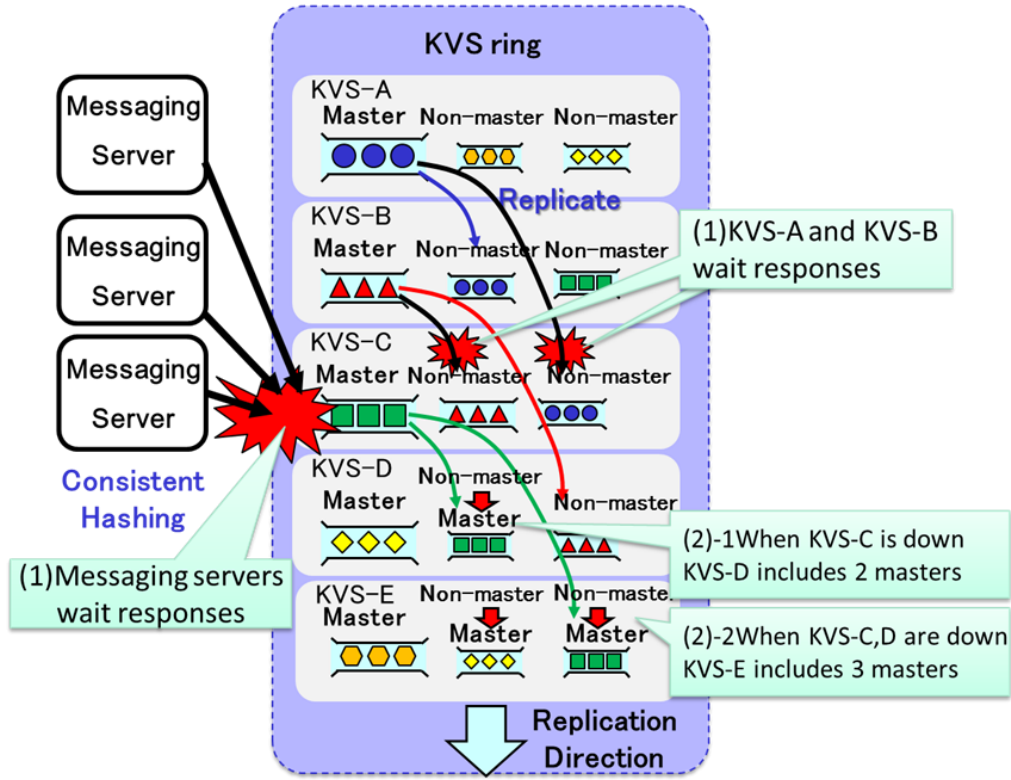 KVS ring
Messaging
Server
Messaging
Server
Messaging
Server
Consistent
Hashing
(1)Messaging servers
wait responses
KVS-A
Master Non-master Non-master
Replicate
KVS-B
Master Non-master Non-master
(1)KVS-A and KVS-B
wait responses
KVS-C
Master Non-master Non-master
KVS-D
Non-master
Master Non-master
Master
(2)-1When KVS-C is down
KVS-D includes 2 masters
KVS-E
Non-master Non-master
Master
Master Master
(2)-2When KVS-C,D are down
KVS-E includes 3 masters
Replication
Direction